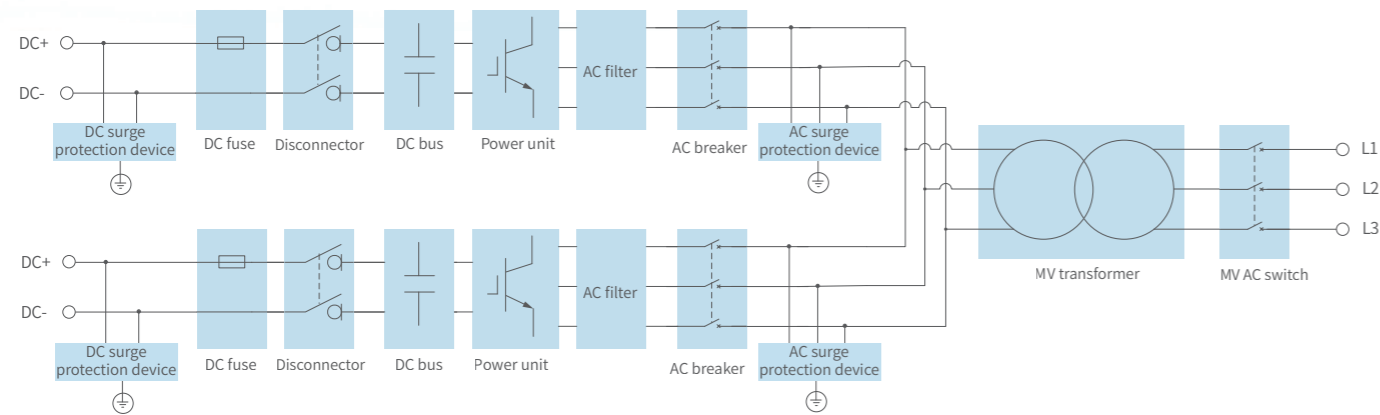 DC+
DC-
DC surge
protection device
DC fuse
Disconnector
DC bus
Power unit
AC filter
AC breaker
AC surge
protection device
MV transformer
MV AC switch
L1
L2
L3
DC+
DC-
DC surge
protection device
DC fuse
Disconnector
DC bus
Power unit
AC filter
AC breaker
AC surge
protection device